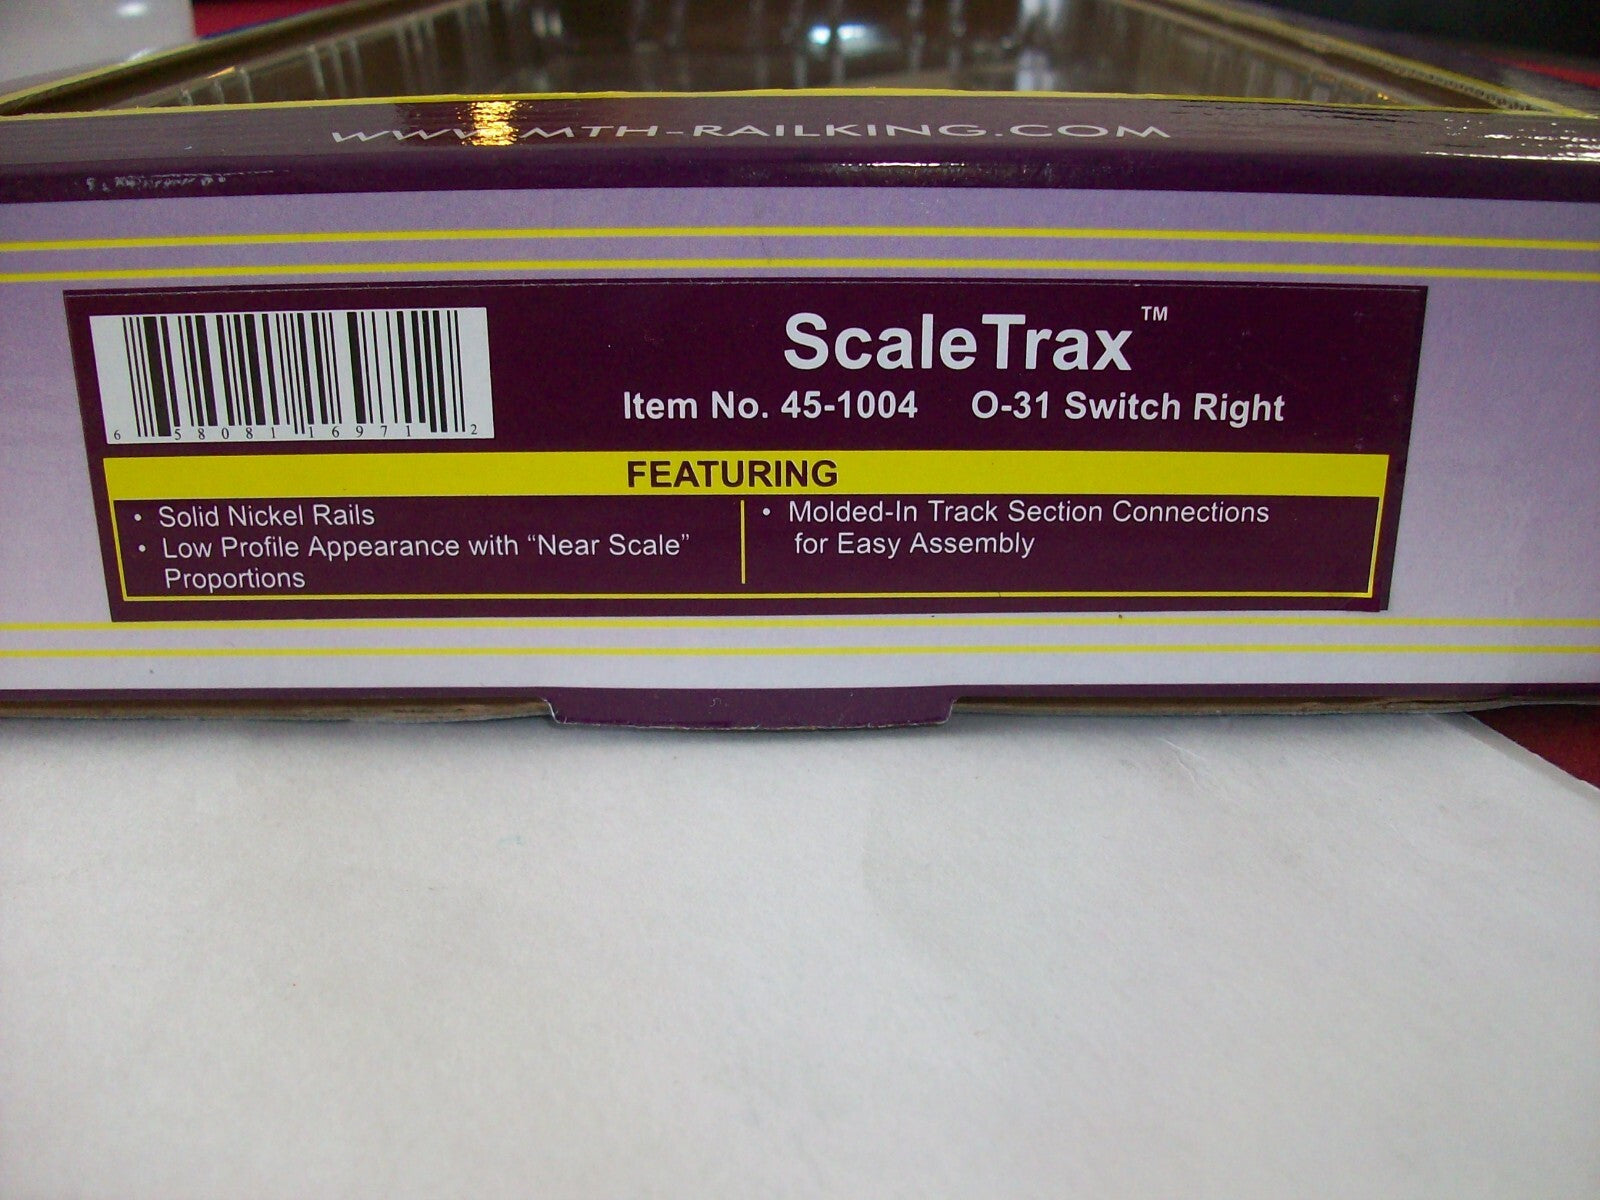 WWW.MTH-RAILKING.COM
ScaleTrax™
Item No. 45-1004 O-31 Switch Right
6 58081 16971 2
FEATURING
• Solid Nickel Rails
• Low Profile Appearance with “Near Scale”
Proportions
• Molded-In Track Section Connections
for Easy Assembly